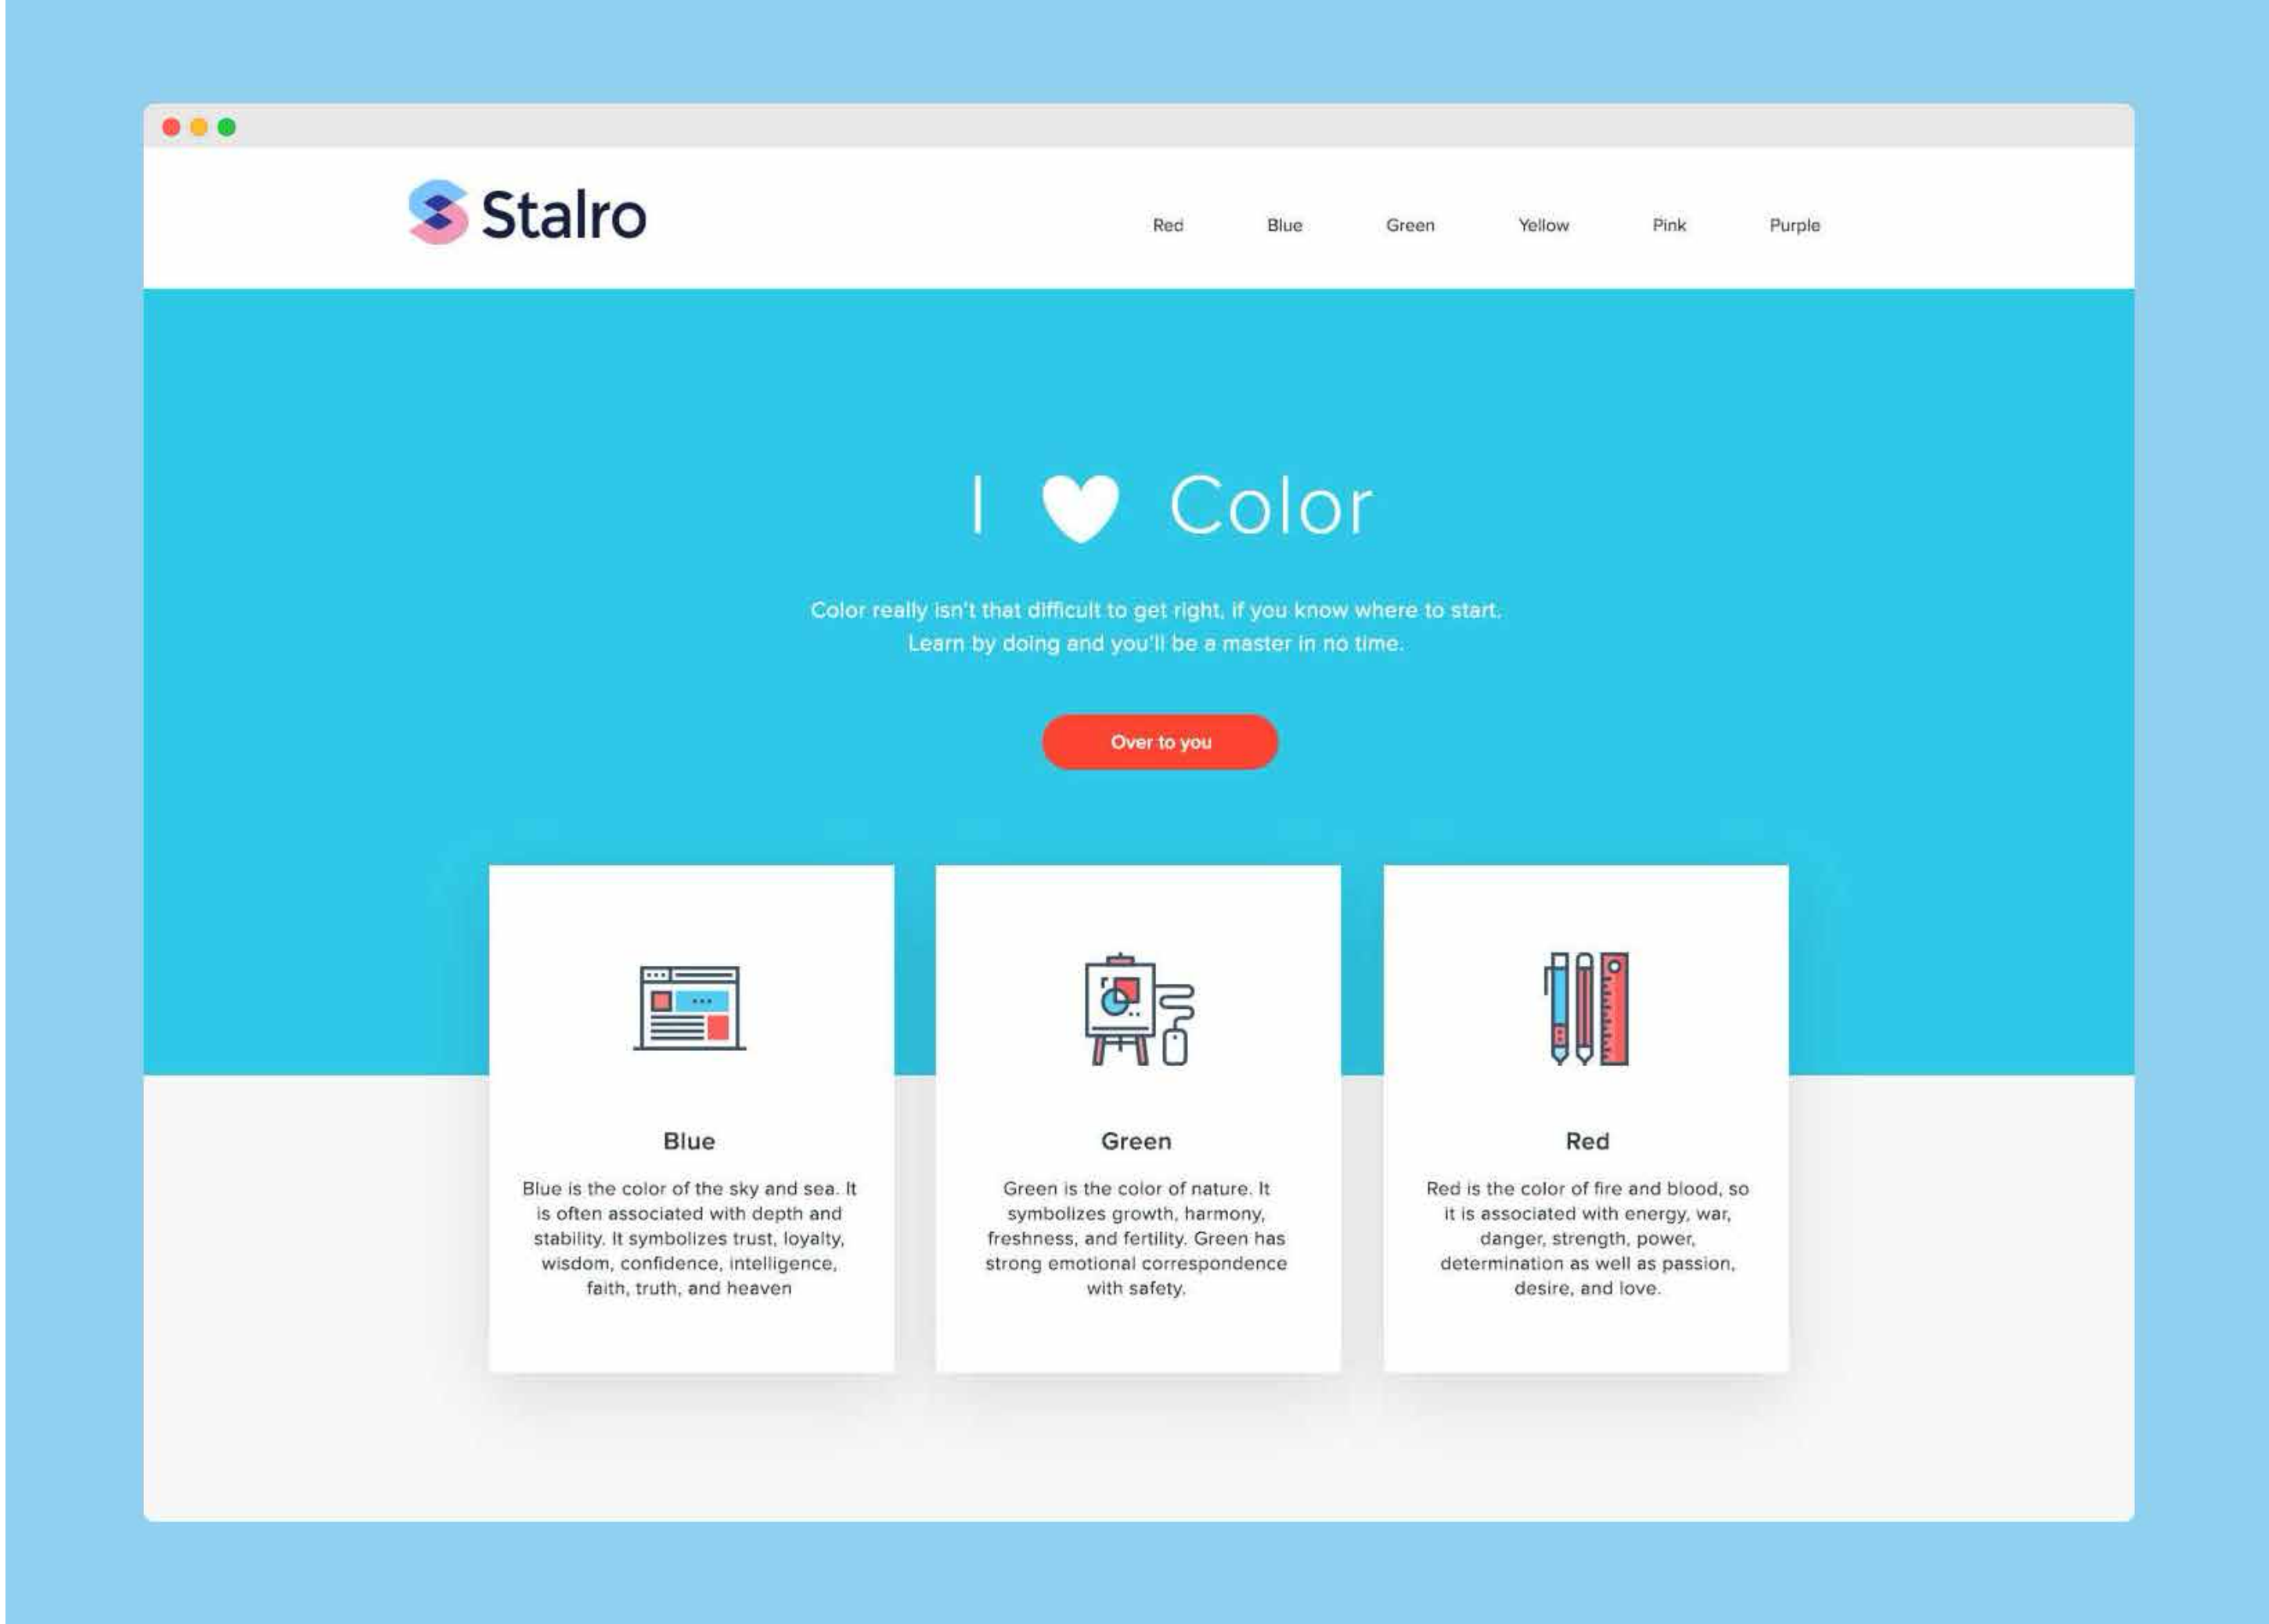 Stalro
Red Blue Green Yellow Pink Purple
I ♥ Color
Color really isn't that difficult to get right, if you know where to start.
Learn by doing and you'll be a master in no time.
Over to you
Blue
Blue is the color of the sky and sea. It
is often associated with depth and
stability. It symbolizes trust, loyalty,
wisdom, confidence, intelligence,
faith, truth, and heaven
Green
Green is the color of nature. It
symbolizes growth, harmony,
freshness, and fertility. Green has
strong emotional correspondence
with safety.
Red
Red is the color of fire and blood, so
it is associated with energy, war,
danger, strength, power,
determination as well as passion,
desire, and love.